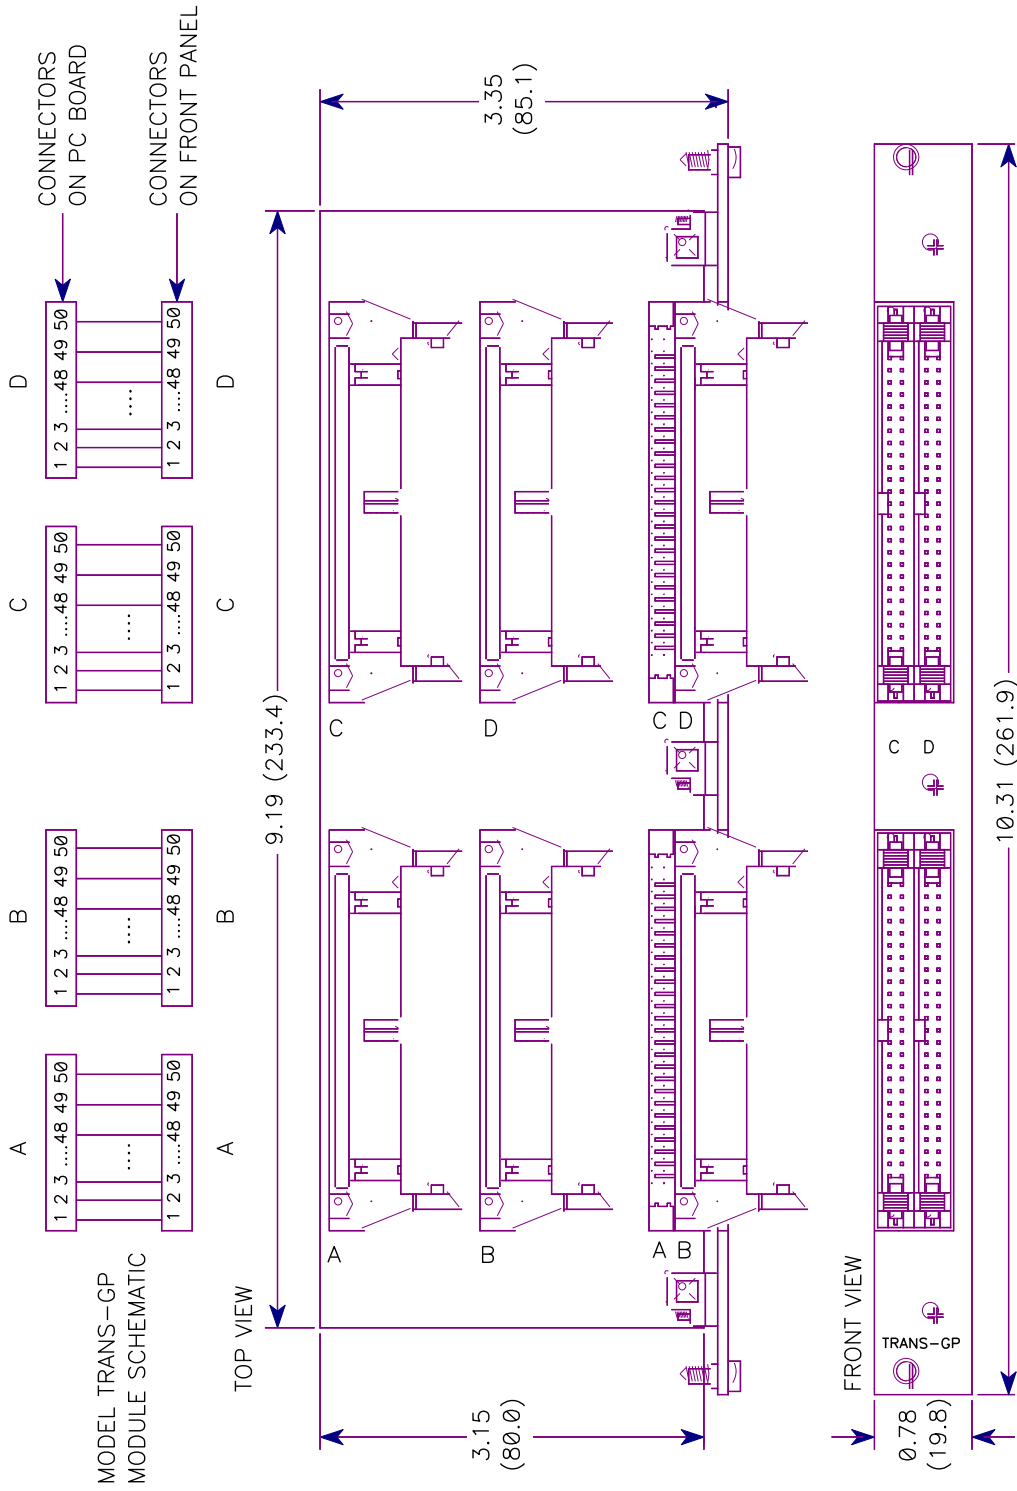 MODEL TRANS-GP
MODULE SCHEMATIC
A
B
C
D
1 2 3 ....48 49 50
1 2 3 ....48 49 50
1 2 3 ....48 49 50
1 2 3 ....48 49 50
CONNECTORS
ON PC BOARD
....
....
....
....
1 2 3 ....48 49 50
1 2 3 ....48 49 50
1 2 3 ....48 49 50
1 2 3 ....48 49 50
CONNECTORS
ON FRONT PANEL
A
B
C
D
TOP VIEW
9.19 (233.4)
A
C
B
D
A B
C D
3.15
(80.0)
3.35
(85.1)
FRONT VIEW
TRANS-GP
C D
0.78
(19.8)
10.31 (261.9)